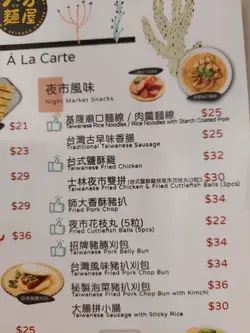 麵屋
À La Carte
夜市風味
Night Market Snacks
$21
基隆廟口麵線 / 肉羹麵線 $25
Taiwanese Rice Noodles / Rice Noodles with Starch Coated Pork
$23
台灣古早味香腸 $25
Traditional Taiwanese Sausage
台式鹽酥雞 $32
Taiwanese Fried Chicken
士林夜市雙拼 $30
Taiwanese Fried Chicken & Fried Cuttlefish Balls (3pcs)
$29
師大香酥豬扒 $34
Fried Pork Chop
$36
夜市花枝丸 (5粒) $22
Fried Cuttlefish Balls (5pcs)
招牌豬腩刈包 $34
Taiwanese Pork Belly Bun
台灣風味豬扒刈包 $34
Taiwanese Fried Pork Chop Bun
秘製泡菜豬扒刈包 $36
Taiwanese Fried Pork Chop Bun with Kimchi
大腸拼小腸 $30
Taiwanese Sausage with Sticky Rice
$25